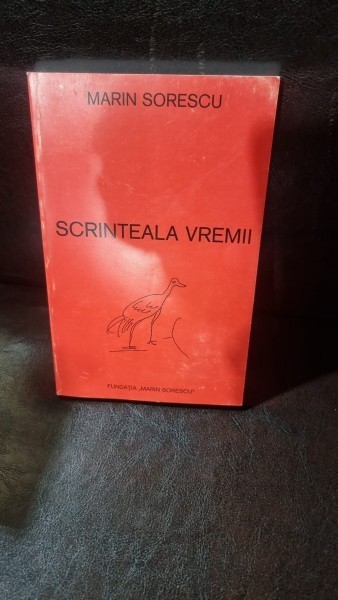 MARIN SORESCU
SCRINTEALA VREMII
FUNDAȚIA „MARIN SORESCU”